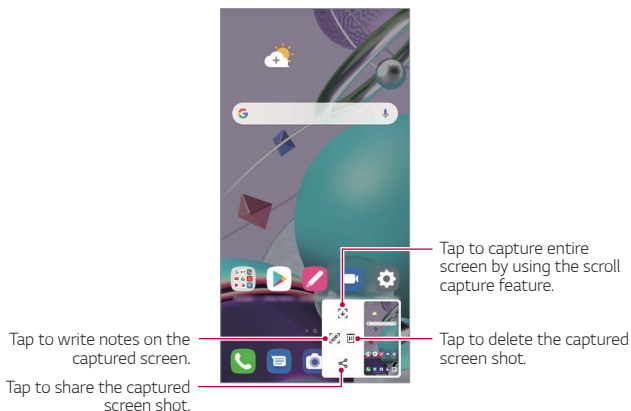 Tap to capture entire
screen by using the scroll
capture feature.
Tap to write notes on the
captured screen.
Tap to delete the captured
screen shot.
Tap to share the captured
screen shot.